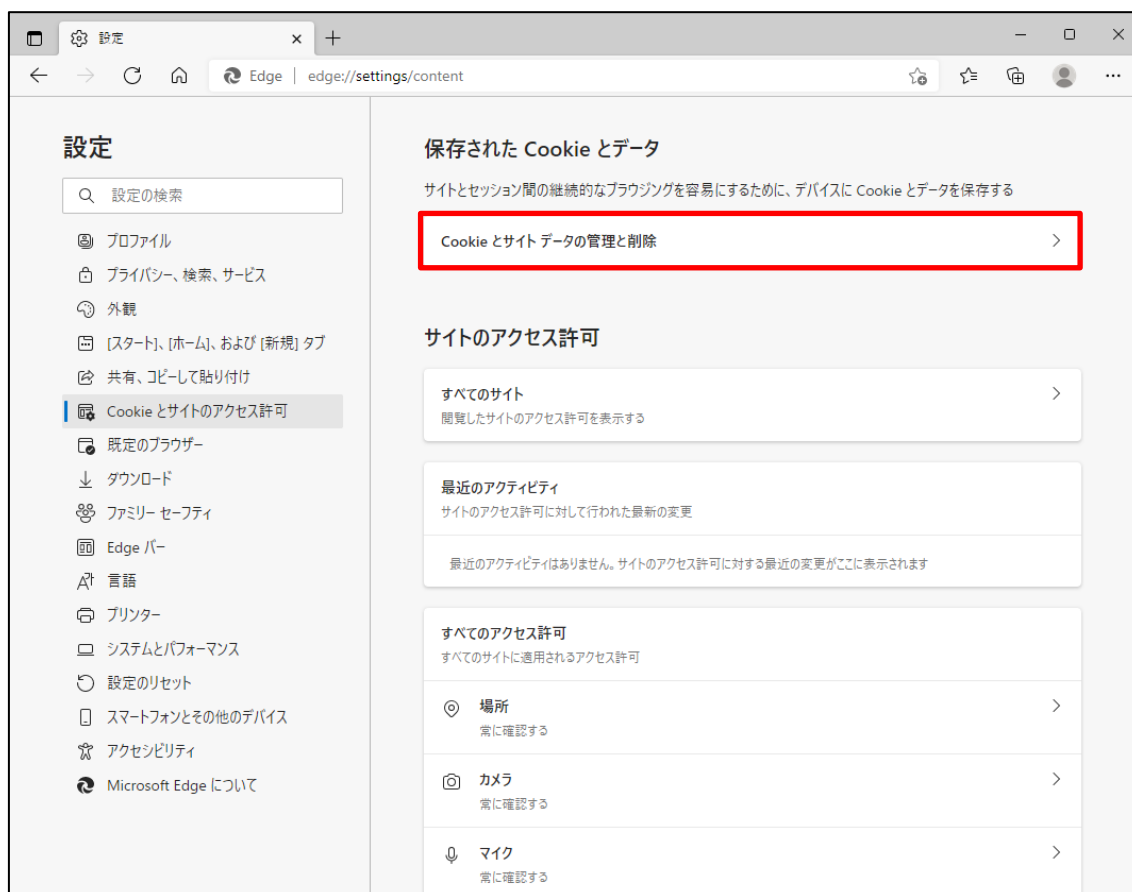 設定
Edge
edge://settings/content
設定
設定の検索
プロファイル
プライバシー、検索、サービス
外観
[スタート]、[ホーム]、および [新規] タブ
共有、コピーして貼り付け
Cookie とサイトのアクセス許可
既定のブラウザー
ダウンロード
ファミリー セーフティ
Edge バー
言語
プリンター
システムとパフォーマンス
設定のリセット
スマートフォンとその他のデバイス
アクセシビリティ
Microsoft Edge について
保存された Cookie とデータ
サイトとセッション間の継続的なブラウジングを容易にするために、デバイスに Cookie とデータを保存する
Cookie とサイト データの管理と削除
サイトのアクセス許可
すべてのサイト
閲覧したサイトのアクセス許可を表示する
最近のアクティビティ
サイトのアクセス許可に対して行われた最新の変更
最近のアクティビティはありません。サイトのアクセス許可に対する最近の変更がここに表示されます
すべてのアクセス許可
すべてのサイトに適用されるアクセス許可
場所
常に確認する
カメラ
常に確認する
マイク
常に確認する